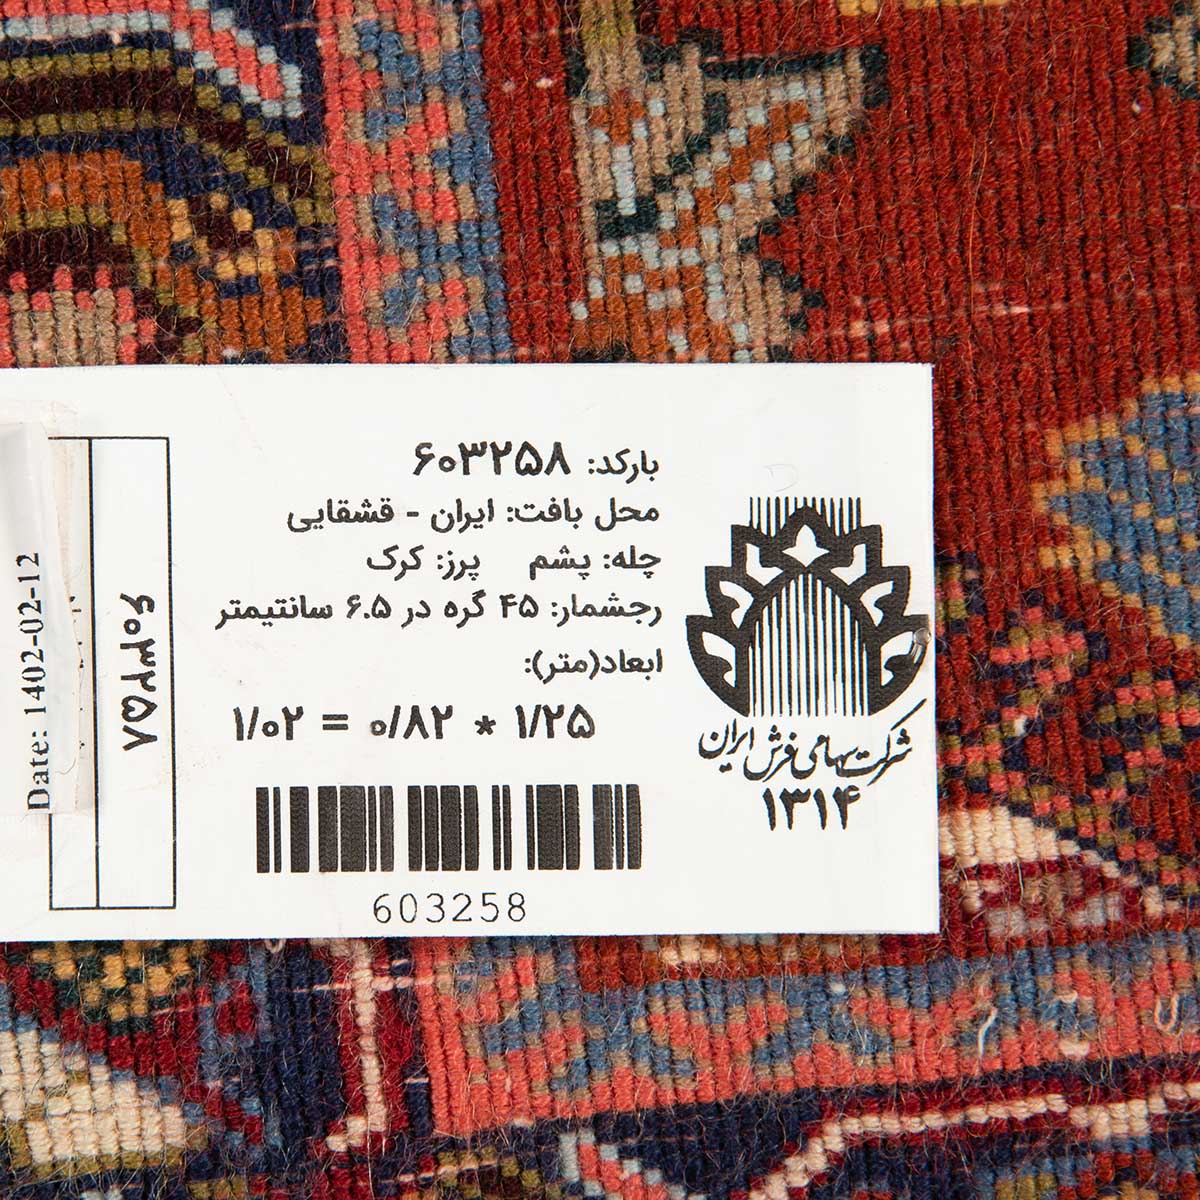 بارکد: ۶۰۳۲۵۸
محل بافت: ایران - قشقایی
چله: پشم   پرز: کرک
رجشمار: ۴۵ گره در ۶.۵ سانتیمتر
ابعاد(متر):
۱/۲۵ * ۰/۸۲ = ۱/۰۲
603258
شرکت سهامی فرش ایران
۱۳۱۴
۶۰۳۲۵۸
Date: 1402-02-12